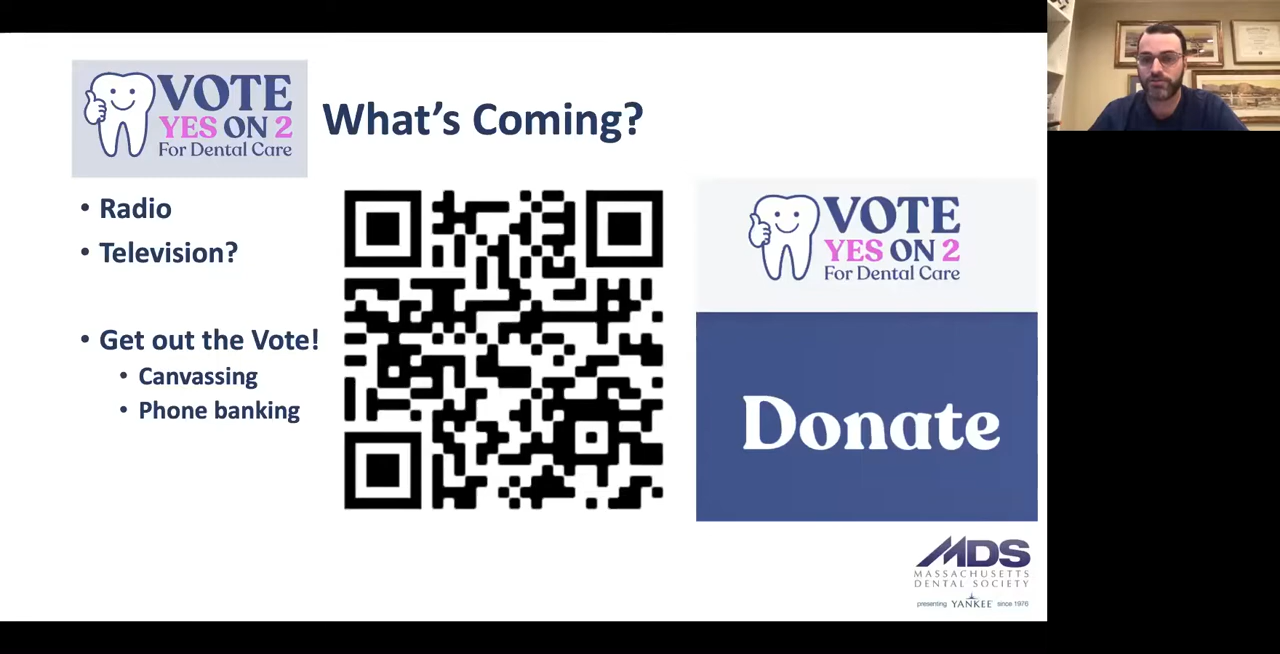 VOTE
YES ON 2
For Dental Care
What's Coming?
• Radio
• Television?
• Get out the Vote!
• Canvassing
• Phone banking
VOTE
YES ON 2
For Dental Care
Donate
MDS
MASSACHUSETTS
DENTAL SOCIETY
presenting YANKEE since 1976